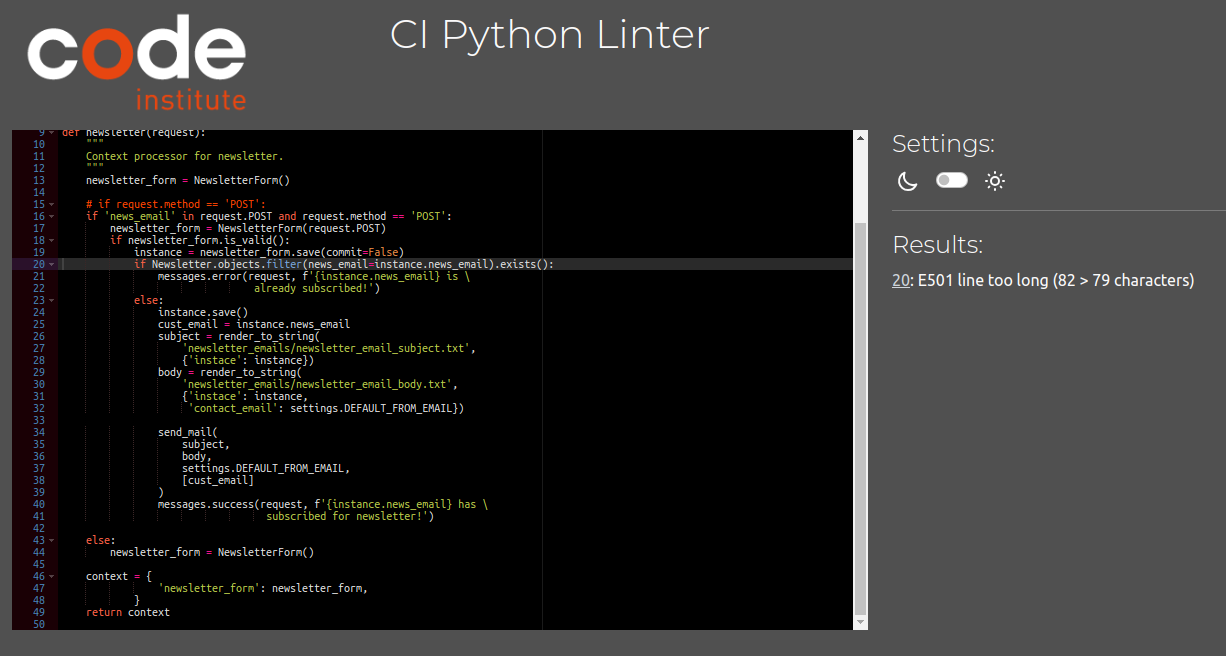 code
institute
CI Python Linter
9 def newsletter(request):
10 """
11 Context processor for newsletter.
12 """
13 newsletter_form = NewsletterForm()
14
15 # if request.method == 'POST':
16 if 'news_email' in request.POST and request.method == 'POST':
17 newsletter_form = NewsletterForm(request.POST)
18 if newsletter_form.is_valid():
19 instance = newsletter_form.save(commit=False)
20 if Newsletter.objects.filter(news_email=instance.news_email).exists():
21 messages.error(request, f'{instance.news_email} is \
22 already subscribed!')
23 else:
24 instance.save()
25 cust_email = instance.news_email
26 subject = render_to_string(
27 'newsletter_emails/newsletter_email_subject.txt',
28 {'instace': instance})
29 body = render_to_string(
30 'newsletter_emails/newsletter_email_body.txt',
31 {'instace': instance,
32 'contact_email': settings.DEFAULT_FROM_EMAIL})
33
34 send_mail(
35 subject,
36 body,
37 settings.DEFAULT_FROM_EMAIL,
38 [cust_email]
39 )
40 messages.success(request, f'{instance.news_email} has \
41 subscribed for newsletter!')
42
43 else:
44 newsletter_form = NewsletterForm()
45
46 context = {
47 'newsletter_form': newsletter_form,
48 }
49 return context
50
Settings:
Results:
20: E501 line too long (82 > 79 characters)